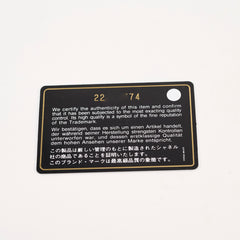 22 74
We certify the authenticity of this item and confirm
that it has been subjected to the most exacting quality
control. Its high quality is a symbol of the fine reputation
of the Trademark.
Wir bestätigen, dass es sich um einen Artikel handelt,
der während seiner Herstellung strengsten Kontrollen
unterworfen war, und dessen erstklassige Qualität
dem hohen Ansehen unserer Marke entspricht.
この製品は厳しい管理のもとに製造されたシャネル
社の商品であることを証明いたします。
このブランド・マークは最高級品質の象徴です。